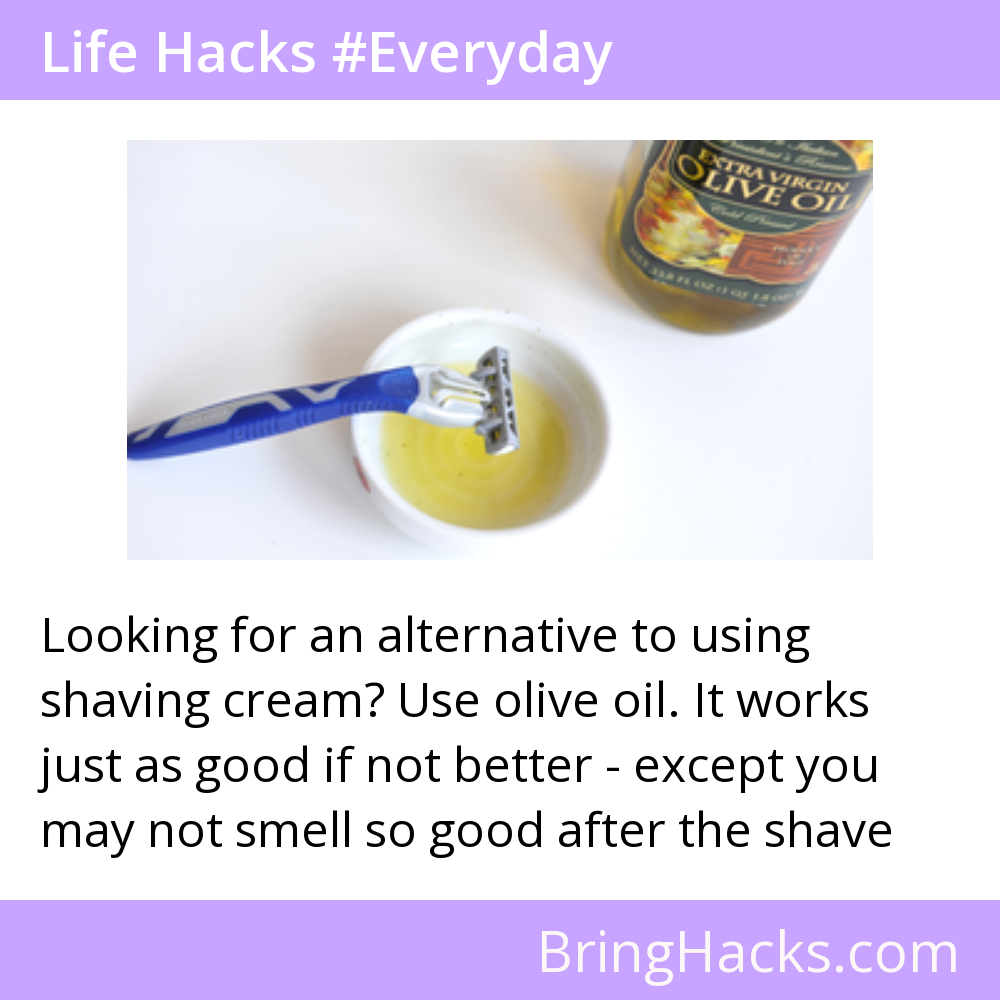 Life Hacks #Everyday
EXTRA VIRGIN
OLIVE OIL
Cold Pressed
Looking for an alternative to using
shaving cream? Use olive oil. It works
just as good if not better - except you
may not smell so good after the shave
BringHacks.com